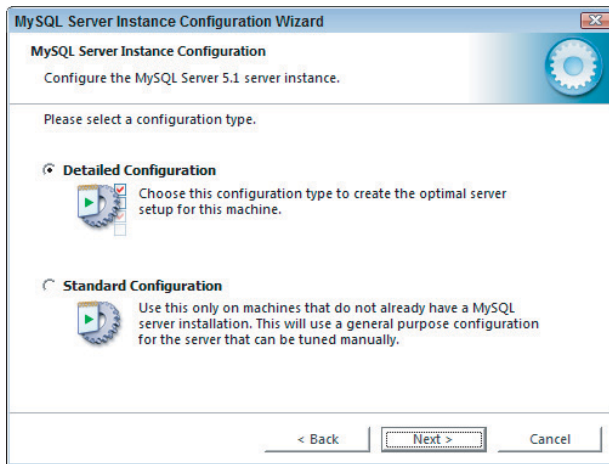 MySQL Server Instance Configuration Wizard
MySQL Server Instance Configuration
Configure the MySQL Server 5.1 server instance.
Please select a configuration type.
Detailed Configuration
Choose this configuration type to create the optimal server
setup for this machine.
Standard Configuration
Use this only on machines that do not already have a MySQL
server installation. This will use a general purpose configuration
for the server that can be tuned manually.
< Back
Next >
Cancel